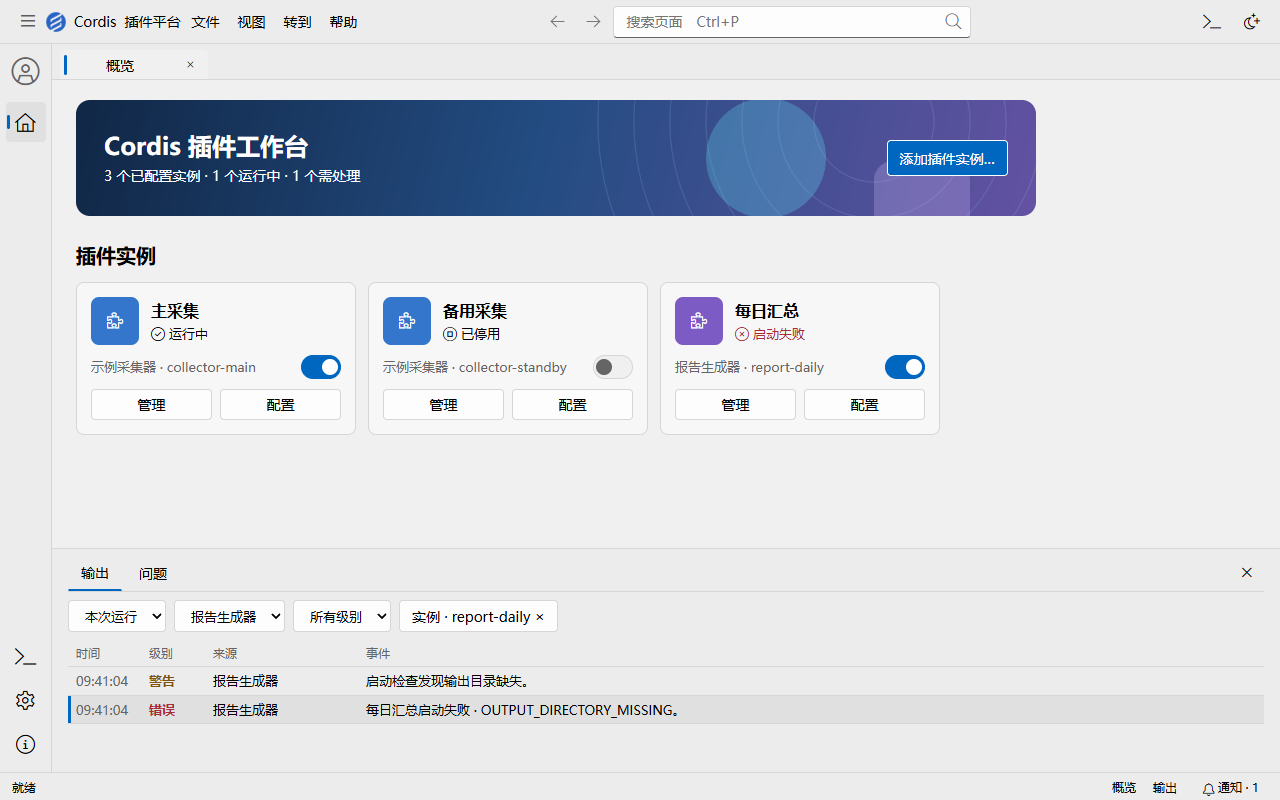 Cordis 插件平台 文件 视图 转到 帮助 搜索页面 Ctrl+P
概览 ×
Cordis 插件工作台
3 个已配置实例 · 1 个运行中 · 1 个需处理
添加插件实例...
插件实例
主采集
运行中
示例采集器 · collector-main
管理 配置
备用采集
已停用
示例采集器 · collector-standby
管理 配置
每日汇总
启动失败
报告生成器 · report-daily
管理 配置
输出 问题
本次运行 报告生成器 所有级别 实例 · report-daily ×
时间 级别 来源 事件
09:41:04 警告 报告生成器 启动检查发现输出目录缺失。
09:41:04 错误 报告生成器 每日汇总启动失败 · OUTPUT_DIRECTORY_MISSING。
就绪 概览 输出 通知 · 1